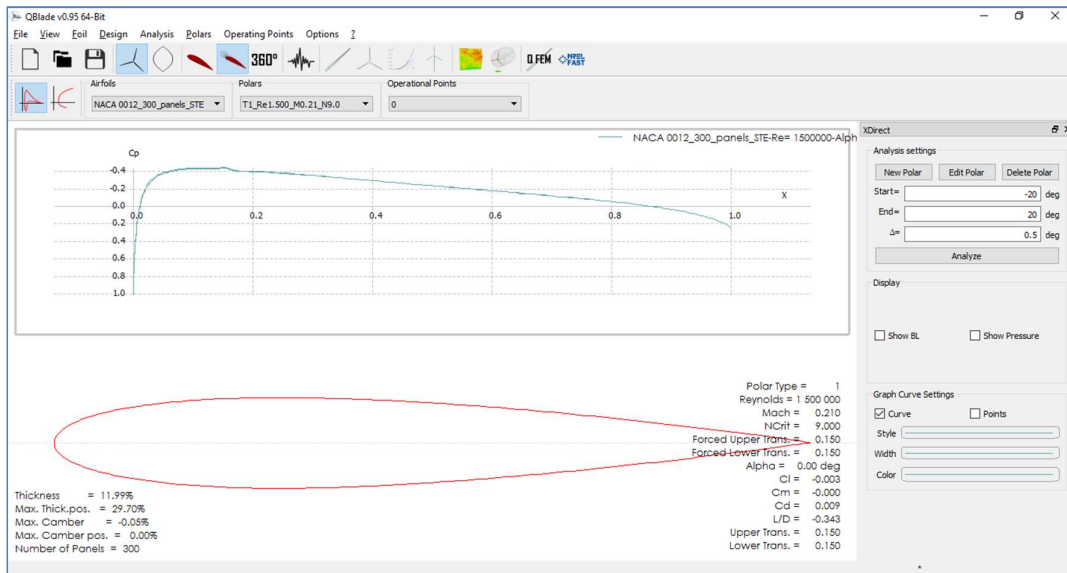 QBlade v0.95 64-Bit
File View Foil Design Analysis Polars Operating Points Options ?
360° Q FEM NREL FAST
Airfoils Polars Operational Points
NACA 0012_300_panels_STE T1_Re1.500_M0.21_N9.0 0
NACA 0012_300_panels_STE-Re= 1500000-Alph
Cp
-0.4
-0.2
0.0
0.0 0.2 0.4 0.6 0.8 1.0 X
0.2
0.4
0.6
0.8
1.0
Polar Type = 1
Reynolds = 1 500 000
Mach = 0.210
NCrit = 9.000
Forced Upper Trans. = 0.150
Forced Lower Trans. = 0.150
Alpha = 0.00 deg
Cl = -0.003
Cm = -0.000
Cd = 0.009
L/D = -0.343
Upper Trans. = 0.150
Lower Trans. = 0.150
Thickness = 11.99%
Max. Thick.pos. = 29.70%
Max. Camber = -0.05%
Max. Camber pos. = 0.00%
Number of Panels = 300
XDirect
Analysis settings
New Polar Edit Polar Delete Polar
Start= -20 deg
End= 20 deg
Δ= 0.5 deg
Analyze
Display
Show BL Show Pressure
Graph Curve Settings
Curve Points
Style
Width
Color